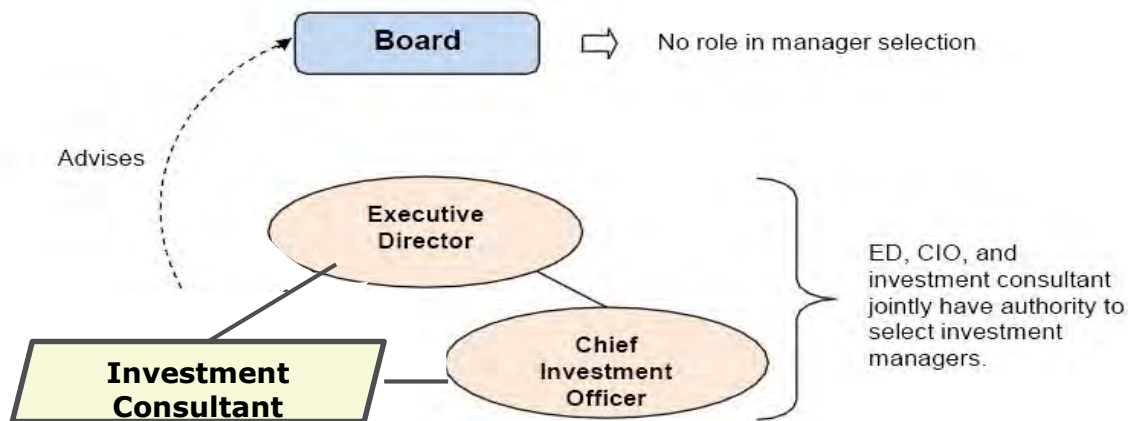 Board
No role in manager selection
Advises
Executive
Director
ED, CIO, and
investment consultant
jointly have authority to
select investment
managers.
Chief
Investment
Officer
Investment
Consultant